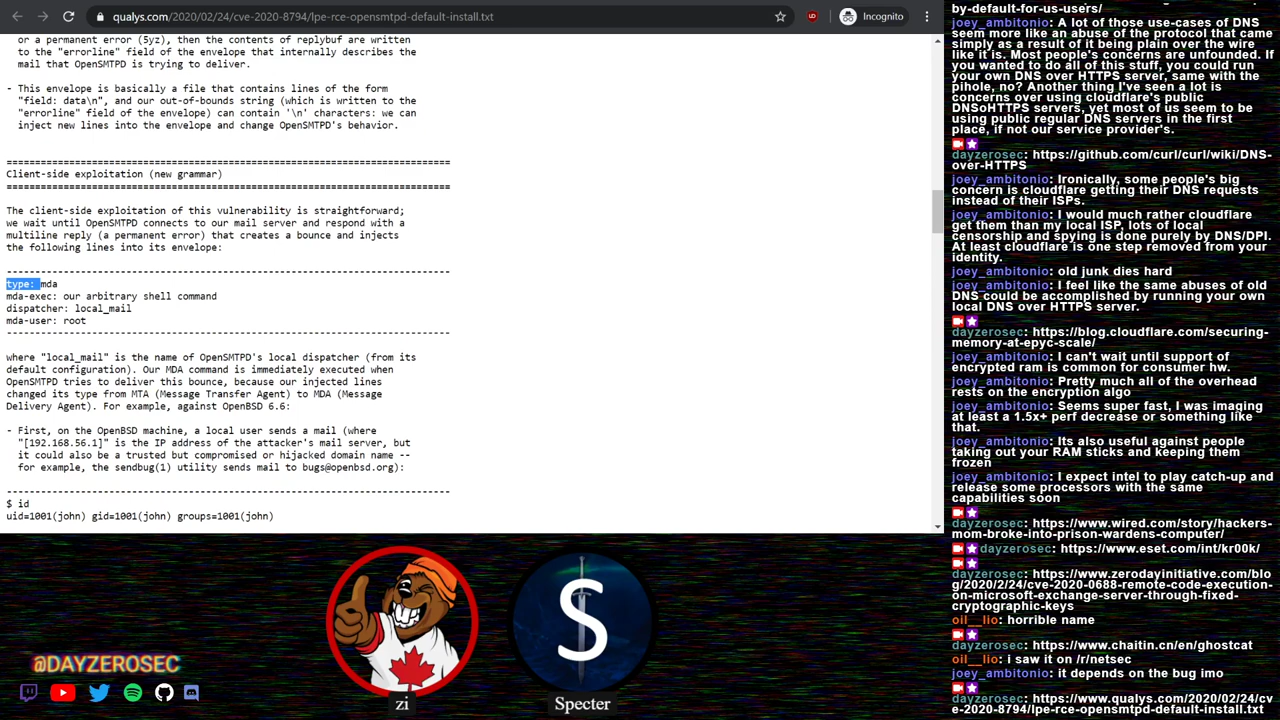 qualys.com/2020/02/24/cve-2020-8794/lpe-rce-opensmtpd-default-install.txt
Incognito
or a permanent error (5yz), then the contents of replybuf are written
to the "errorline" field of the envelope that internally describes the
mail that OpenSMTPD is trying to deliver.
- This envelope is basically a file that contains lines of the form
"field: data\n", and our out-of-bounds string (which is written to the
"errorline" field of the envelope) can contain '\n' characters: we can
inject new lines into the envelope and change OpenSMTPD's behavior.
==============================================================================
Client-side exploitation (new grammar)
==============================================================================
The client-side exploitation of this vulnerability is straightforward;
we wait until OpenSMTPD connects to our mail server and respond with a
multiline reply (a permanent error) that creates a bounce and injects
the following lines into its envelope:
------------------------------------------------------------------------------
type: mda
mda-exec: our arbitrary shell command
dispatcher: local_mail
mda-user: root
------------------------------------------------------------------------------
where "local_mail" is the name of OpenSMTPD's local dispatcher (from its
default configuration). Our MDA command is immediately executed when
OpenSMTPD tries to deliver this bounce, because our injected lines
changed its type from MTA (Message Transfer Agent) to MDA (Message
Delivery Agent). For example, against OpenBSD 6.6:
- First, on the OpenBSD machine, a local user sends a mail (where
"[192.168.56.1]" is the IP address of the attacker's mail server, but
it could also be a trusted but compromised or hijacked domain name --
for example, the sendbug(1) utility sends mail to bugs@openbsd.org):
------------------------------------------------------------------------------
$ id
uid=1001(john) gid=1001(john) groups=1001(john)
by-default-for-us-users/
joey_ambitonio: A lot of those use-cases of DNS
seem more like an abuse of the protocol that came
simply as a result of it being plain over the wire
like it is. Most people's concerns are unfounded. If
you wanted to do all of this stuff, you could run
your own DNS over HTTPS server, same with the
pihole, no? Another thing I've seen a lot is
concerns over using cloudflare's public
DNSoHTTPS servers, yet most of us seem to be
using public regular DNS servers in the first
place, if not our service provider's.
dayzerosec: https://github.com/curl/curl/wiki/DNS-
over-HTTPS
joey_ambitonio: Ironically, some people's big
concern is cloudflare getting their DNS requests
instead of their ISPs.
joey_ambitonio: I would much rather cloudflare
get them than my local ISP, lots of local
censorship and spying is done purely by DNS/DPI.
At least cloudflare is one step removed from your
identity.
joey_ambitonio: old junk dies hard
joey_ambitonio: I feel like the same abuses of old
DNS could be accomplished by running your own
local DNS over HTTPS server.
dayzerosec: https://blog.cloudflare.com/securing-
memory-at-epyc-scale/
joey_ambitonio: I can't wait until support of
encrypted ram is common for consumer hw.
joey_ambitonio: Pretty much all of the overhead
rests on the encryption algo
joey_ambitonio: Seems super fast, I was imaging
at least a 1.5x+ perf decrease or something like
that.
joey_ambitonio: Its also useful against people
taking out your RAM sticks and keeping them
frozen
joey_ambitonio: I expect intel to play catch-up and
release some processors with the same
capabilities soon
dayzerosec: https://www.wired.com/story/hackers-
mom-broke-into-prison-wardens-computer/
dayzerosec: https://www.eset.com/int/kr00k/
dayzerosec: https://www.zerodayinitiative.com/blo
g/2020/2/24/cve-2020-0688-remote-code-execution-
on-microsoft-exchange-server-through-fixed-
cryptographic-keys
oil__lio: horrible name
dayzerosec: https://www.chaitin.cn/en/ghostcat
oil__lio: i saw it on /r/netsec
joey_ambitonio: it depends on the bug imo
dayzerosec: https://www.qualys.com/2020/02/24/cv
e-2020-8794/lpe-rce-opensmtpd-default-install.txt
@DAYZEROSEC
S
zi
Specter